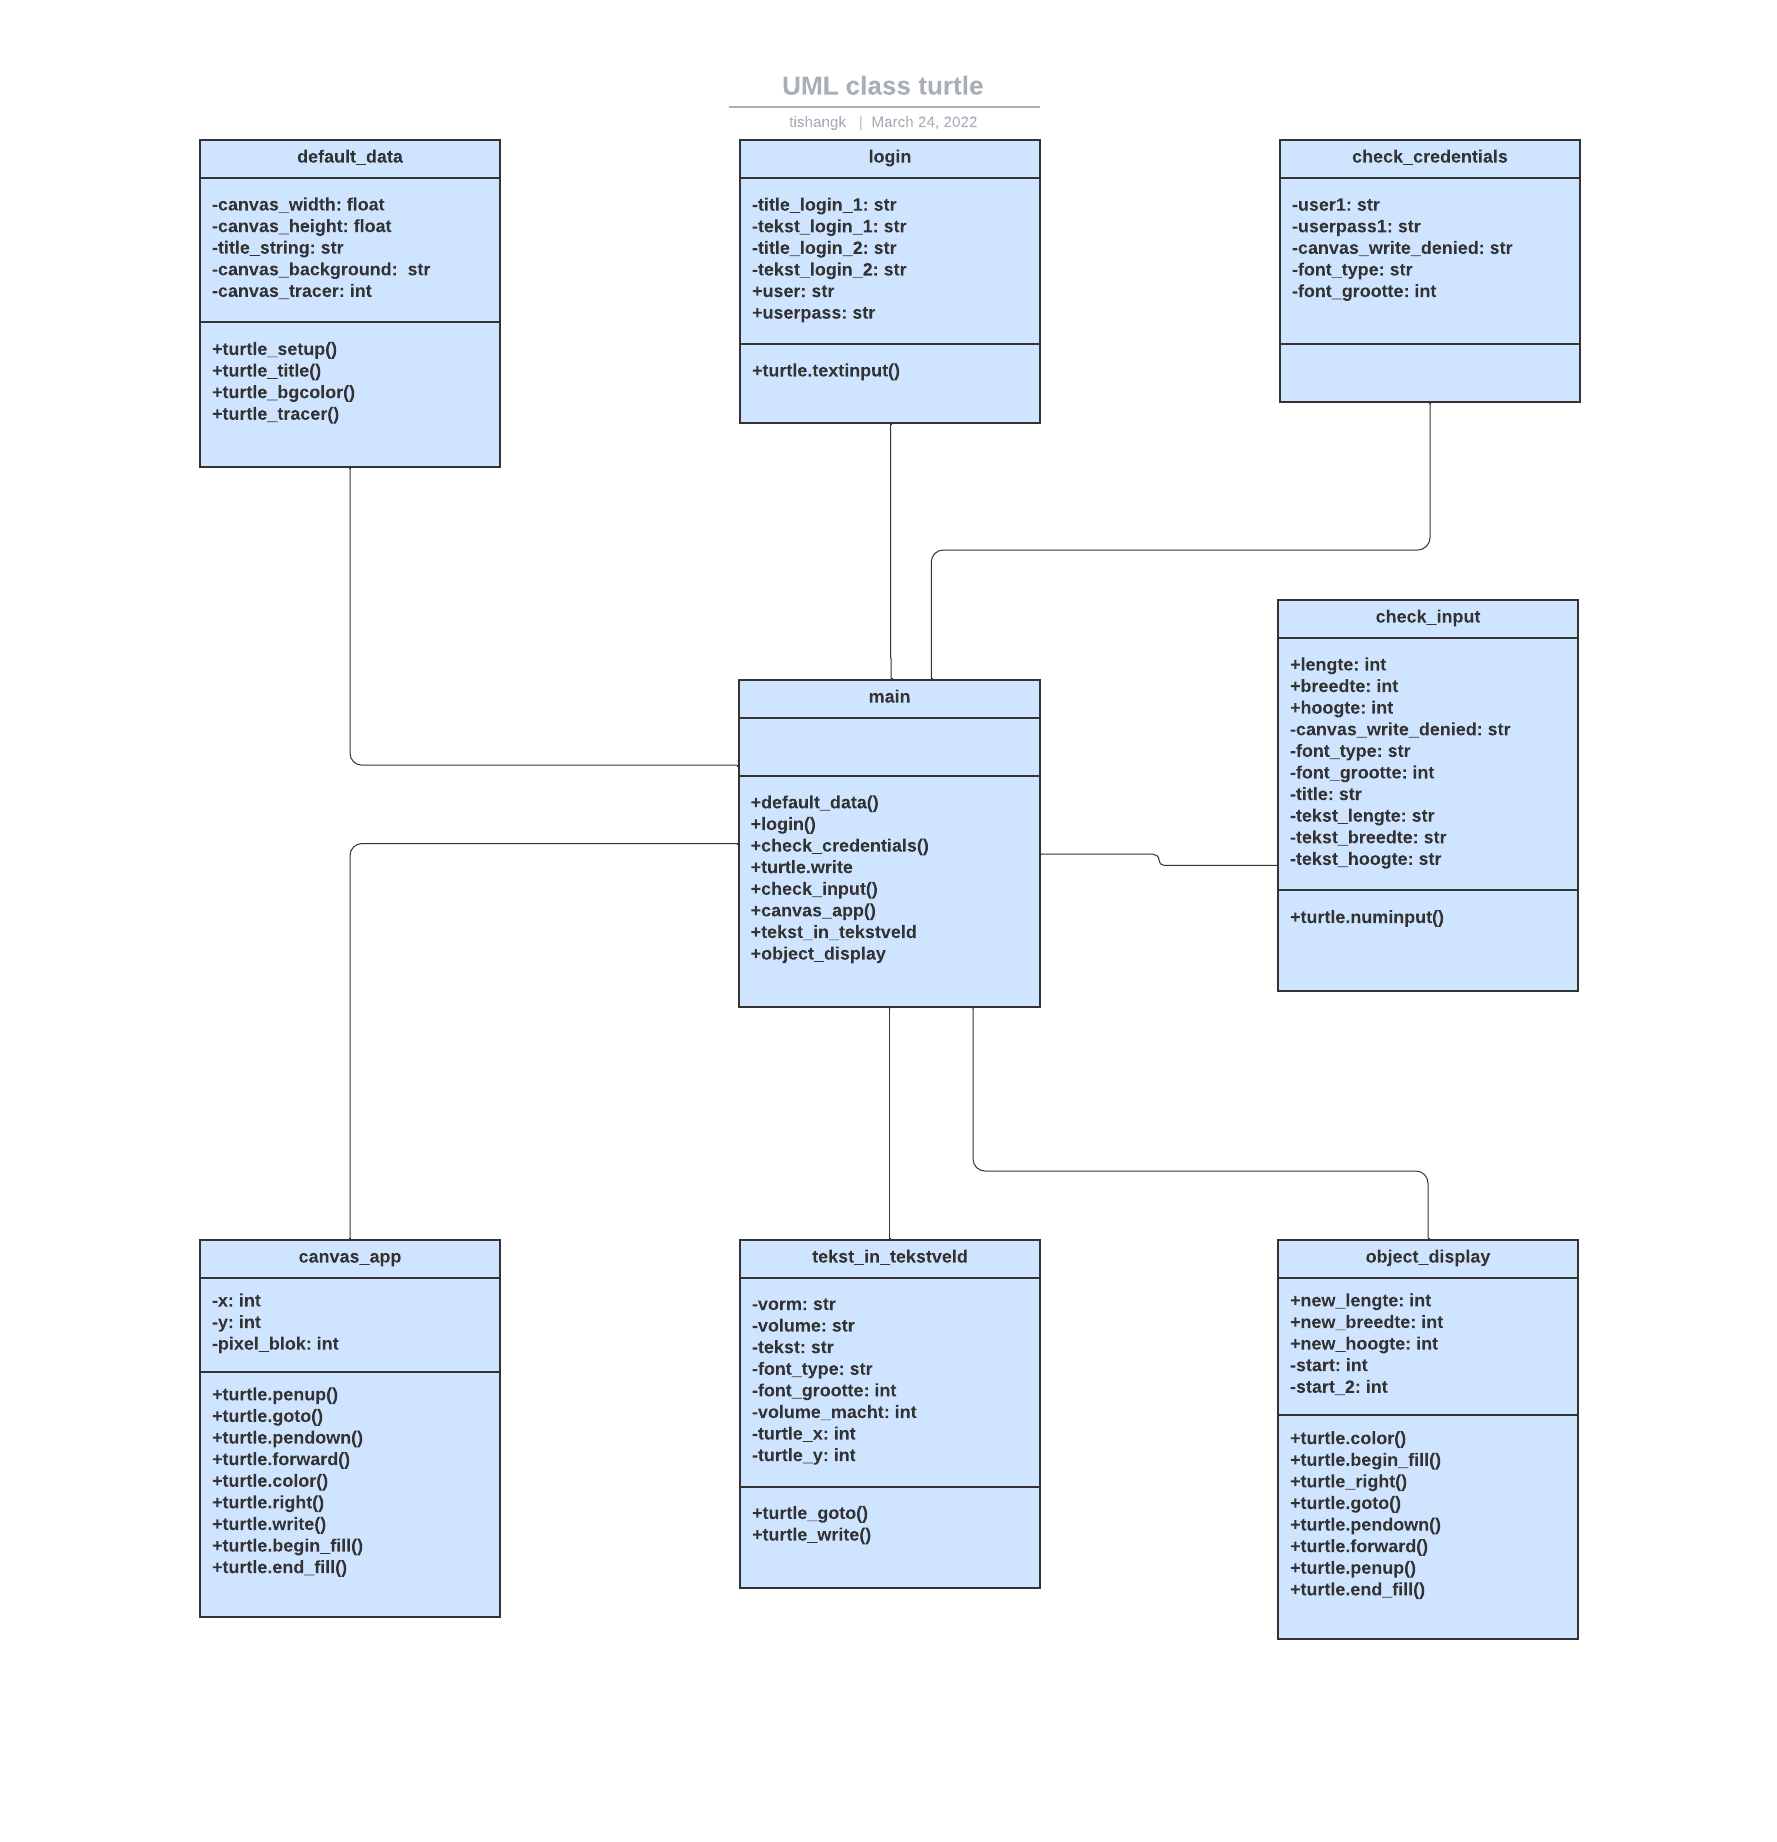 UML class turtle
tishangk | March 24, 2022
default_data
-canvas_width: float
-canvas_height: float
-title_string: str
-canvas_background:  str
-canvas_tracer: int
+turtle_setup()
+turtle_title()
+turtle_bgcolor()
+turtle_tracer()
login
-title_login_1: str
-tekst_login_1: str
-title_login_2: str
-tekst_login_2: str
+user: str
+userpass: str
+turtle.textinput()
check_credentials
-user1: str
-userpass1: str
-canvas_write_denied: str
-font_type: str
-font_grootte: int
main
+default_data()
+login()
+check_credentials()
+turtle.write
+check_input()
+canvas_app()
+tekst_in_tekstveld
+object_display
check_input
+lengte: int
+breedte: int
+hoogte: int
-canvas_write_denied: str
-font_type: str
-font_grootte: int
-title: str
-tekst_lengte: str
-tekst_breedte: str
-tekst_hoogte: str
+turtle.numinput()
canvas_app
-x: int
-y: int
-pixel_blok: int
+turtle.penup()
+turtle.goto()
+turtle.pendown()
+turtle.forward()
+turtle.color()
+turtle.right()
+turtle.write()
+turtle.begin_fill()
+turtle.end_fill()
tekst_in_tekstveld
-vorm: str
-volume: str
-tekst: str
-font_type: str
-font_grootte: int
-volume_macht: int
-turtle_x: int
-turtle_y: int
+turtle_goto()
+turtle_write()
object_display
+new_lengte: int
+new_breedte: int
+new_hoogte: int
-start: int
-start_2: int
+turtle.color()
+turtle.begin_fill()
+turtle_right()
+turtle.goto()
+turtle.pendown()
+turtle.forward()
+turtle.penup()
+turtle.end_fill()